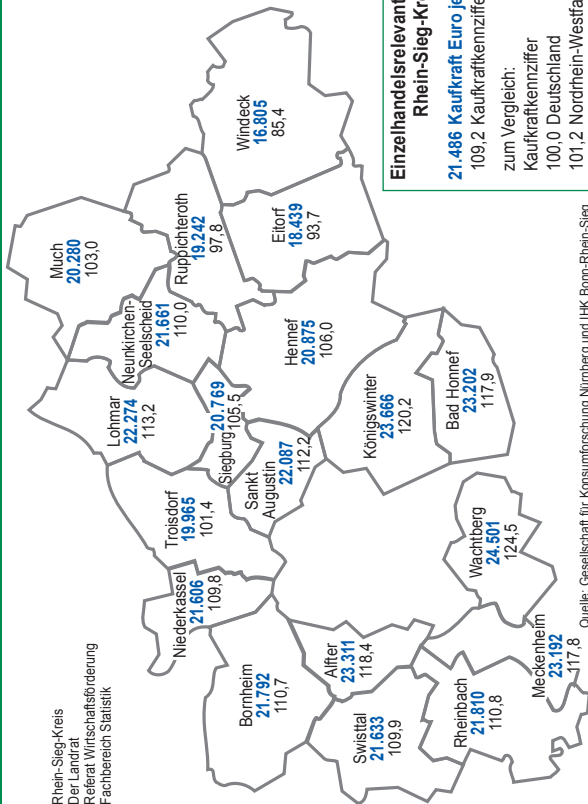 Rhein-Sieg-Kreis
Der Landrat
Referat Wirtschaftsförderung
Fachbereich Statistik
Much
20.280
103,0
Windeck
16.805
85,4
Ruppichteroth
19.242
97,8
Neunkirchen-
Seelscheid
21.661
110,0
Eitorf
18.439
93,7
Lohmar
22.274
113,2
Hennef
20.875
106,0
Siegburg
20.769
105,5
Troisdorf
19.965
101,4
Sankt
Augustin
22.087
112,2
Königswinter
23.666
120,2
Bad Honnef
23.202
117,9
Niederkassel
21.606
109,8
Bornheim
21.792
110,7
Alfter
23.311
118,4
Wachtberg
24.501
124,5
Swisttal
21.633
109,9
Rheinbach
21.810
110,8
Meckenheim
23.192
117,8
Einzelhandelsrelevant
Rhein-Sieg-Kre
21.486 Kaufkraft Euro je
109,2 Kaufkraftkennziffe
zum Vergleich:
Kaufkraftkennziffer
100,0 Deutschland
101,2 Nordrhein-Westfa
Quelle: Gesellschaft für Konsumforschung Nürnberg und IHK Bonn-Rhein-Sieg